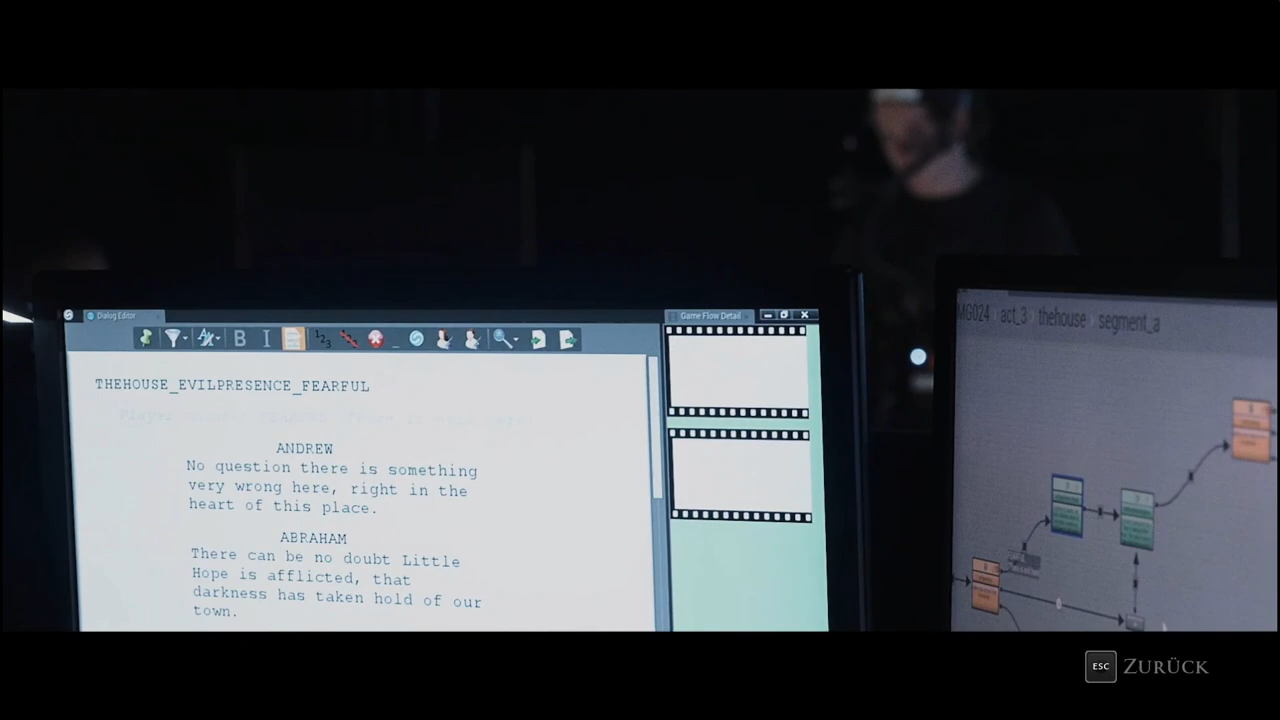 Dialog Editor
Game Flow Detail
THEHOUSE_EVILPRESENCE_FEARFUL
ANDREW
No question there is something
very wrong here, right in the
heart of this place.
ABRAHAM
There can be no doubt Little
Hope is afflicted, that
darkness has taken hold of our
town.
MG024 act_3 thehouse segment_a
ESC ZURÜCK